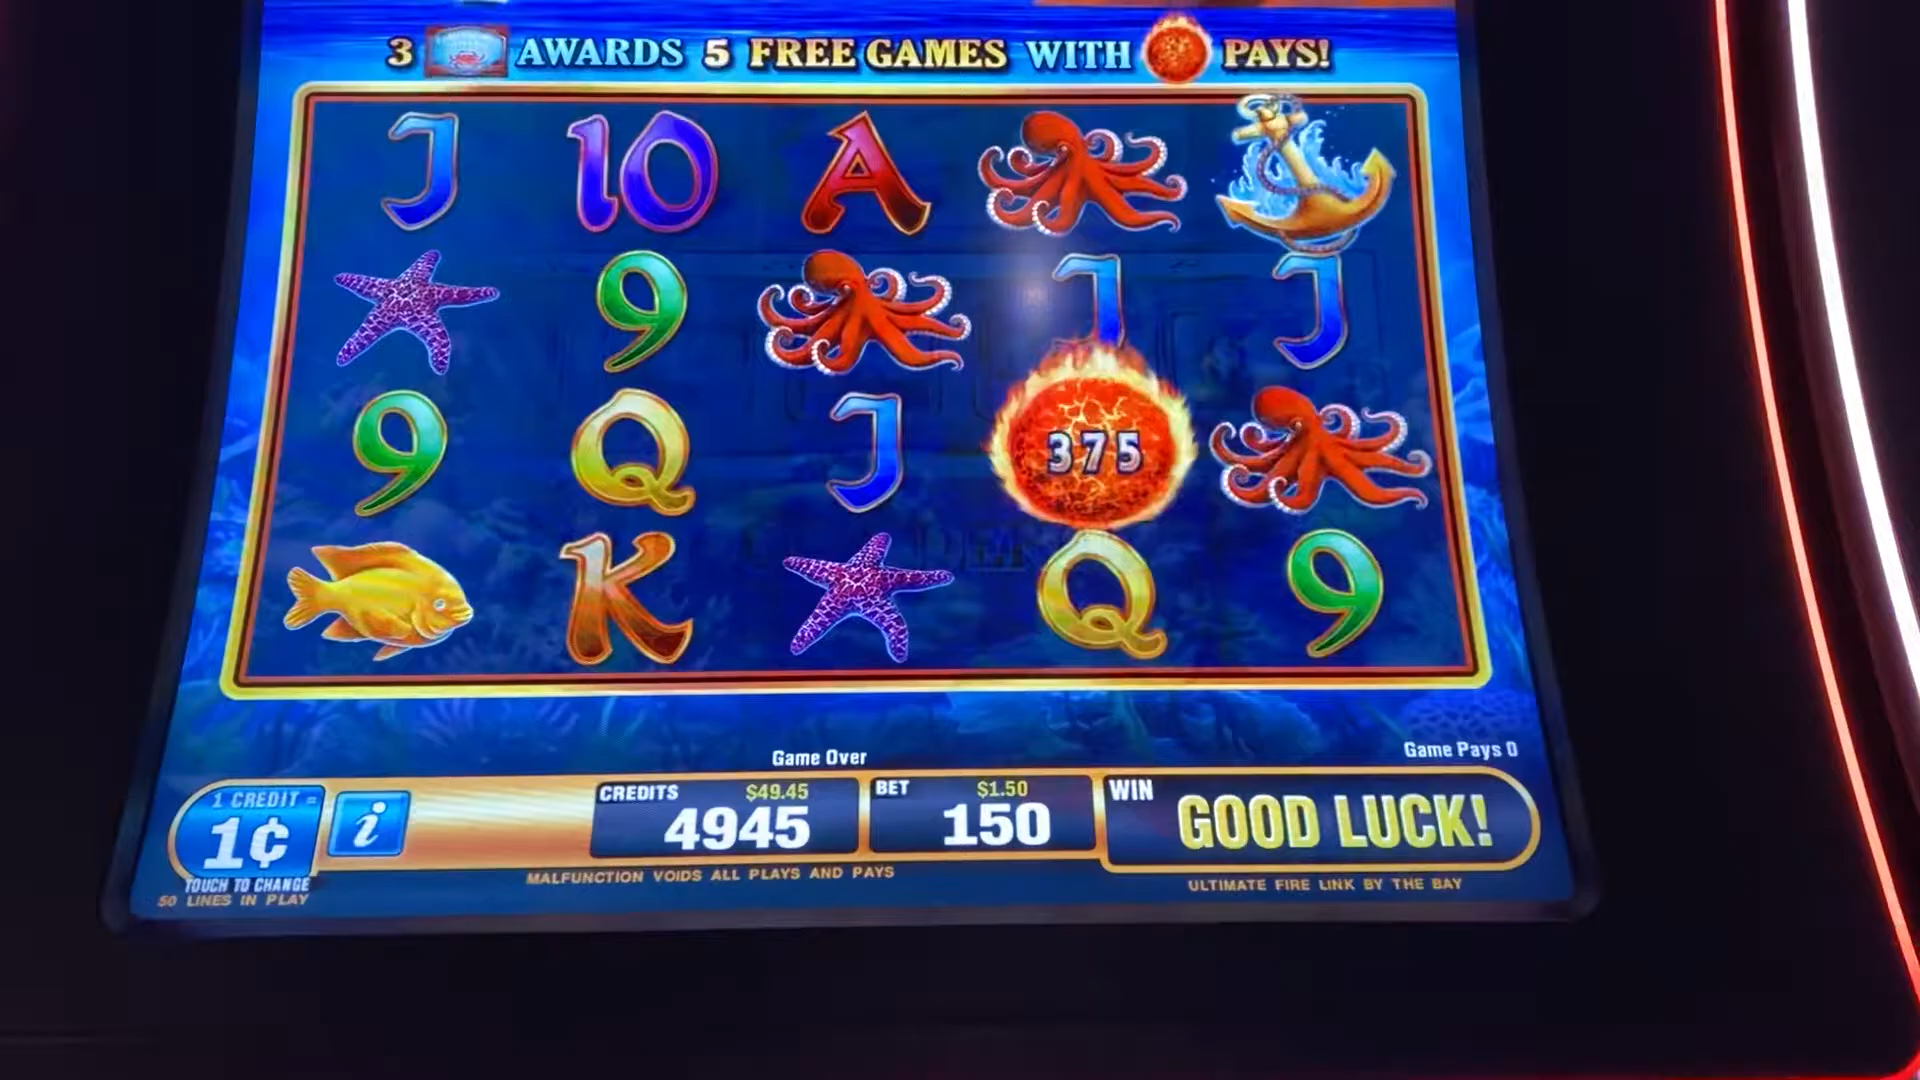 3 AWARDS 5 FREE GAMES WITH PAYS!
J 10 A
9 J J
9 Q J 375
K Q 9
Game Over
Game Pays 0
1 CREDIT =
1¢
TOUCH TO CHANGE
50 LINES IN PLAY
i
CREDITS $49.45
4945
BET $1.50
150
WIN
GOOD LUCK!
MALFUNCTION VOIDS ALL PLAYS AND PAYS
ULTIMATE FIRE LINK BY THE BAY